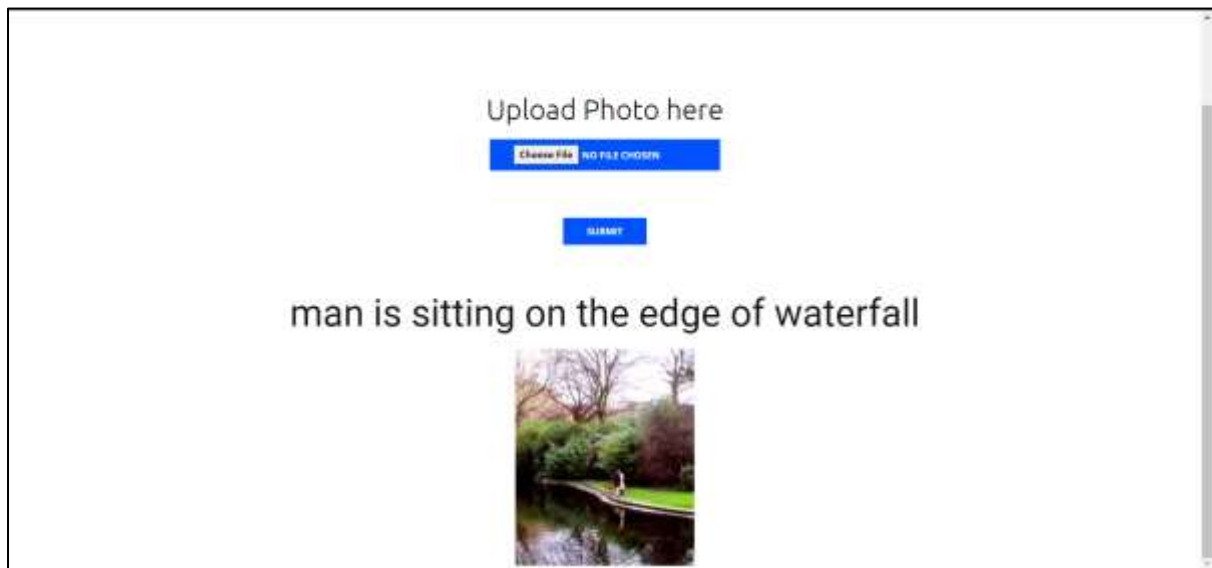 Upload Photo here
Choose File NO FILE CHOSEN
SUBMIT
man is sitting on the edge of waterfall